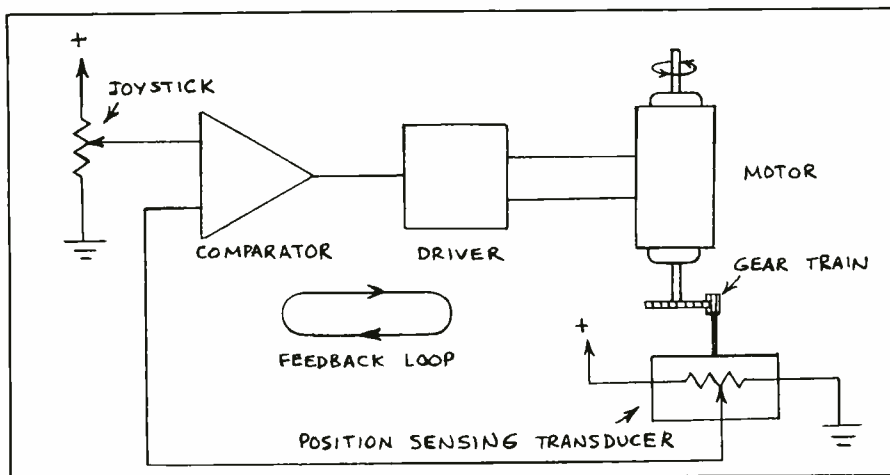 +
JOYSTICK
MOTOR
COMPARATOR
DRIVER
GEAR TRAIN
+
FEEDBACK LOOP
POSITION SENSING TRANSDUCER